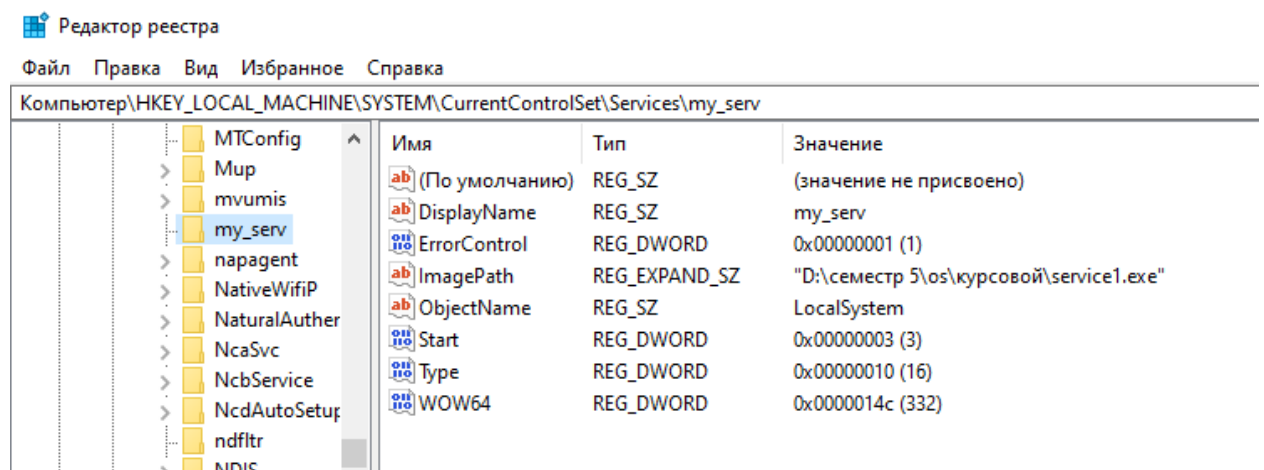 Редактор реестра
Файл Правка Вид Избранное Справка
Компьютер\HKEY_LOCAL_MACHINE\SYSTEM\CurrentControlSet\Services\my_serv
MTConfig
Mup
mvumis
my_serv
napagent
NativeWifiP
NaturalAuther
NcaSvc
NcbService
NcdAutoSetup
ndfltr
NDIS
Имя Тип Значение
(По умолчанию) REG_SZ (значение не присвоено)
DisplayName REG_SZ my_serv
ErrorControl REG_DWORD 0x00000001 (1)
ImagePath REG_EXPAND_SZ "D:\семестр 5\os\курсовой\service1.exe"
ObjectName REG_SZ LocalSystem
Start REG_DWORD 0x00000003 (3)
Type REG_DWORD 0x00000010 (16)
WOW64 REG_DWORD 0x0000014c (332)